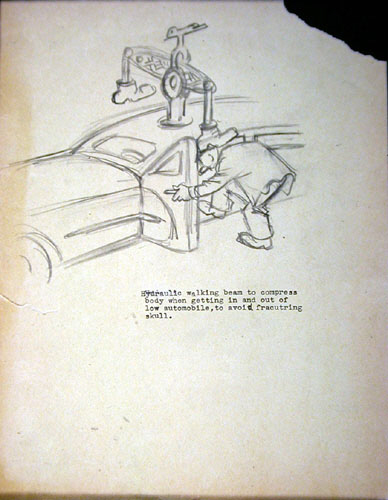 Hydraulic walking beam to compress
body when getting in and out of
low automobile,to avoid fracutring
skull.